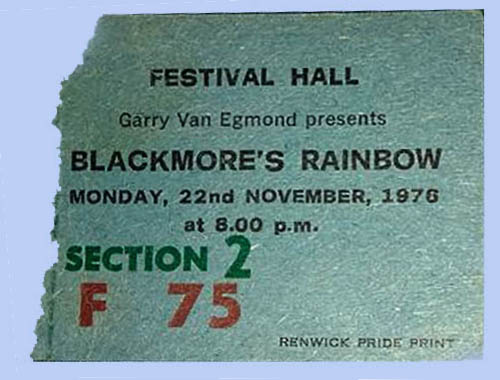 FESTIVAL HALL
Garry Van Egmond presents
BLACKMORE'S RAINBOW
MONDAY, 22nd NOVEMBER, 1976
at 8.00 p.m.
SECTION 2
F 75
RENWICK PRIDE PRINT